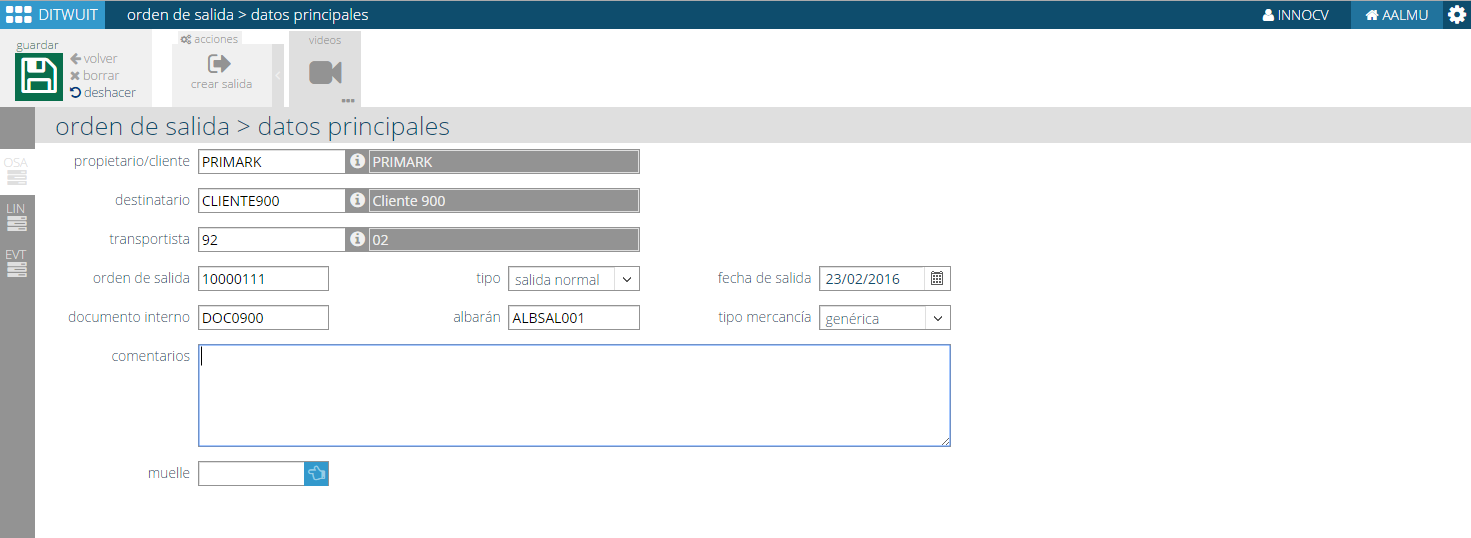 DITWUIT orden de salida > datos principales INNOCV AALMU
guardar acciones videos
volver
borrar crear salida
deshacer
orden de salida > datos principales
OSA propietario/cliente PRIMARK PRIMARK
LIN destinatario CLIENTE900 Cliente 900
EVT transportista 92 02
orden de salida 10000111 tipo salida normal fecha de salida 23/02/2016
documento interno DOC0900 albarán ALBSAL001 tipo mercancía genérica
comentarios
muelle